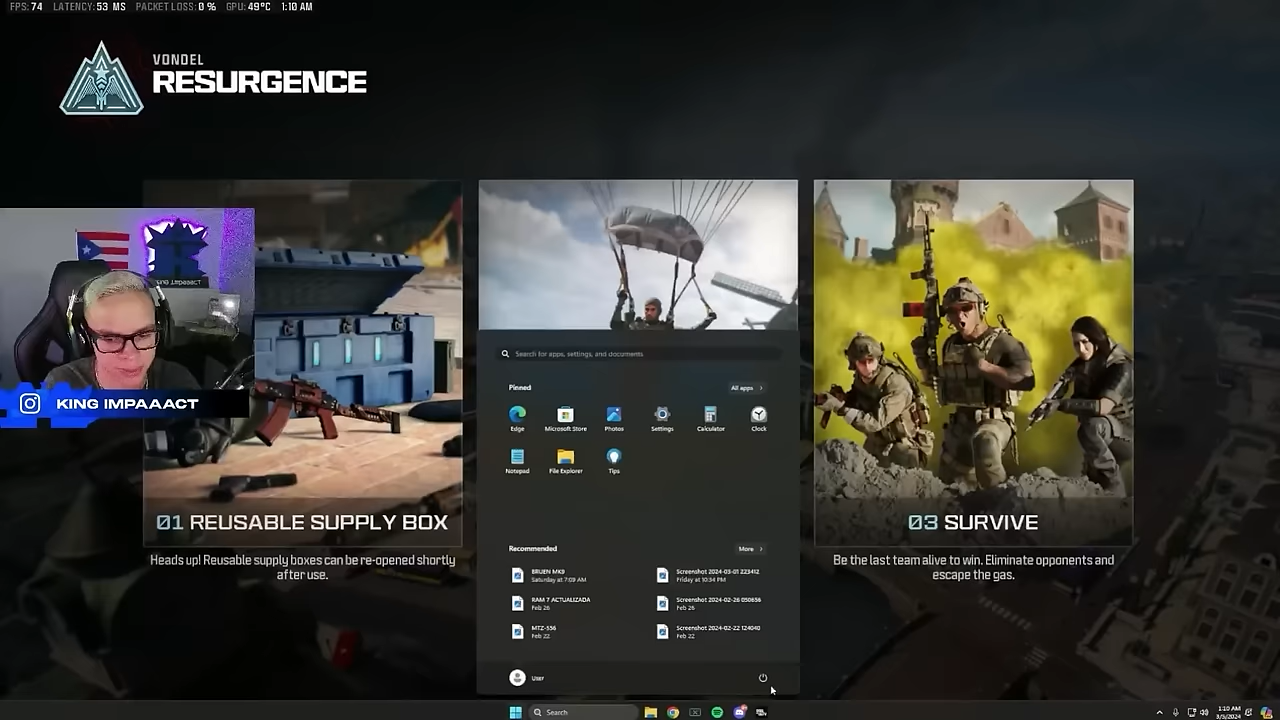 FPS: 74 LATENCY: 53 MS PACKET LOSS: 0 % GPU: 49°C 1:10 AM
VONDEL
RESURGENCE
KING IMPAAACT
KING IMPAAACT
01 REUSABLE SUPPLY BOX
Heads up! Reusable supply boxes can be re-opened shortly
after use.
Search for apps, settings, and documents
Pinned
All apps >
Edge
Microsoft Store
Photos
Settings
Calculator
Clock
Notepad
File Explorer
Tips
Recommended
More >
BRUEN MK9
Saturday at 7:09 AM
Screenshot 2024-03-01 223412
Friday at 10:34 PM
RAM 7 ACTUALIZADA
Feb 26
Screenshot 2024-02-26 050656
Feb 26
MTZ-556
Feb 22
Screenshot 2024-02-22 124040
Feb 22
User
03 SURVIVE
Be the last team alive to win. Eliminate opponents and
escape the gas.
Search
1:10 AM
3/3/2024